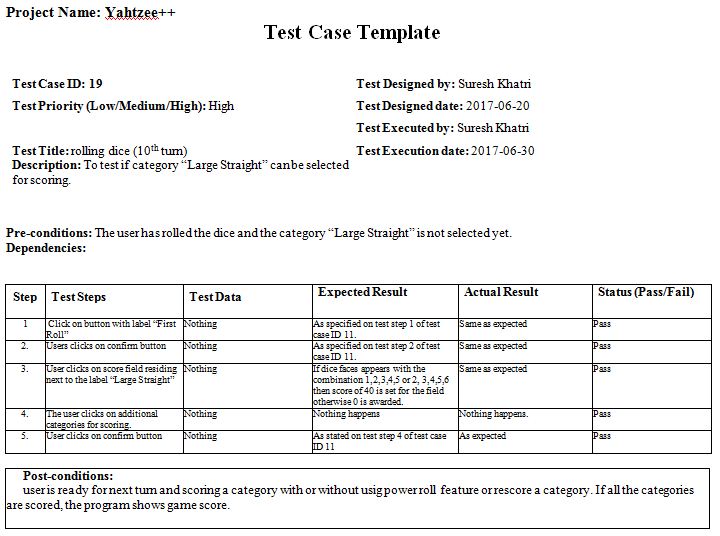 Project Name: Yahtzee++
Test Case Template
Test Case ID: 19
Test Designed by: Suresh Khatri
Test Priority (Low/Medium/High): High
Test Designed date: 2017-06-20
Test Executed by: Suresh Khatri
Test Title: rolling dice (10th turn)
Test Execution date: 2017-06-30
Description: To test if category “Large Straight” canbe selected
for scoring.
Pre-conditions: The user has rolled the dice and the category “Large Straight” is not selected yet.
Dependencies:
Step Test Steps Test Data Expected Result Actual Result Status (Pass/Fail)
1 Click on button with label “First Nothing As specified on test step 1 of test Same as expected Pass
Roll” case ID 11.
2. Users clicks on confirm button Nothing As specified on test step 2 of test Same as expected Pass
case ID 11.
3. User clicks on score field residing Nothing If dice faces appears with the Same as expected Pass
next to the label “Large Straight” combination 1,2,3,4,5 or 2, 3,4,5,6
then score of 40 is set for the field
otherwise 0 is awarded.
4. The user clicks on additional Nothing Nothing happens Nothing happens. Pass
categories for scoring.
5. User clicks on confirm button Nothing As stated on test step 4 of test case As expected Pass
ID 11
Post-conditions:
user is ready for next turn and scoring a category with or without usig power roll feature or rescore a category. If all the categories
are scored, the program shows game score.